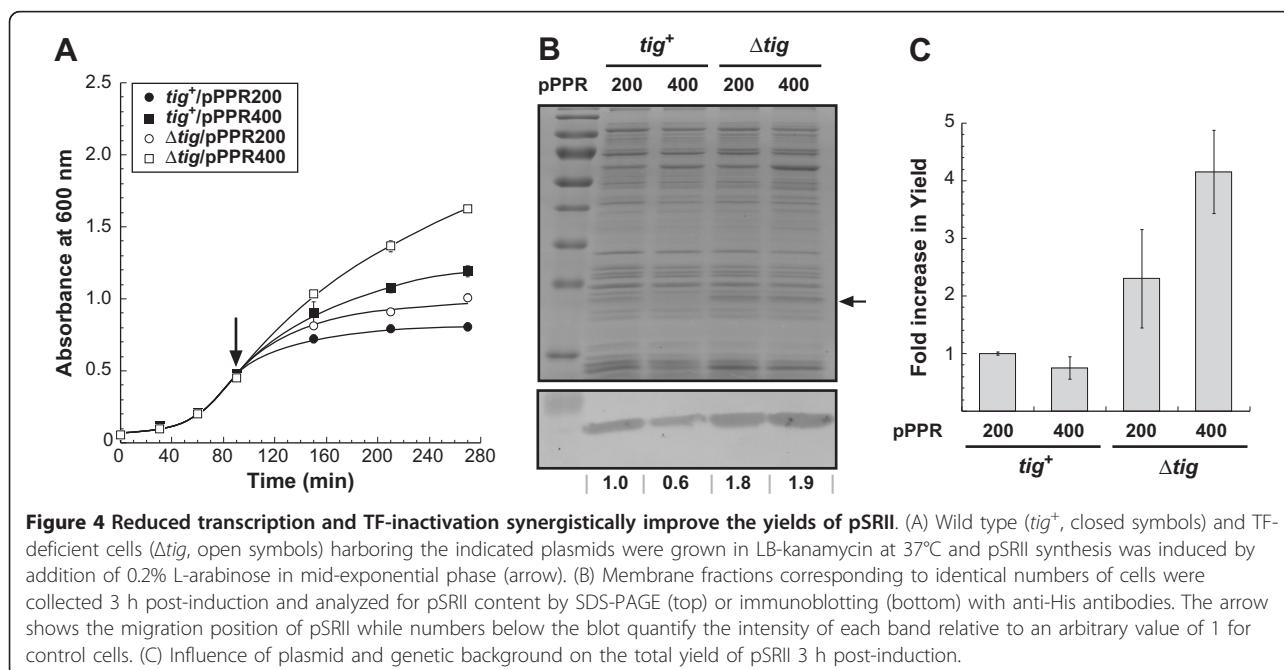 A
2.5
2.0
1.5
1.0
0.5
0
tig+/pPPR200
tig+/pPPR400
Δtig/pPPR200
Δtig/pPPR400
Absorbance at 600 nm
0 40 80 120 160 200 240 280
Time (min)
B
tig+ Δtig
pPPR 200 400 200 400
1.0 0.6 1.8 1.9
C
5
4
3
2
1
Fold increase in Yield
pPPR 200 400 200 400
tig+ Δtig
Figure 4 Reduced transcription and TF-inactivation synergistically improve the yields of pSRII. (A) Wild type (tig+, closed symbols) and TF-
deficient cells (Δtig, open symbols) harboring the indicated plasmids were grown in LB-kanamycin at 37°C and pSRII synthesis was induced by
addition of 0.2% L-arabinose in mid-exponential phase (arrow). (B) Membrane fractions corresponding to identical numbers of cells were
collected 3 h post-induction and analyzed for pSRII content by SDS-PAGE (top) or immunoblotting (bottom) with anti-His antibodies. The arrow
shows the migration position of pSRII while numbers below the blot quantify the intensity of each band relative to an arbitrary value of 1 for
control cells. (C) Influence of plasmid and genetic background on the total yield of pSRII 3 h post-induction.